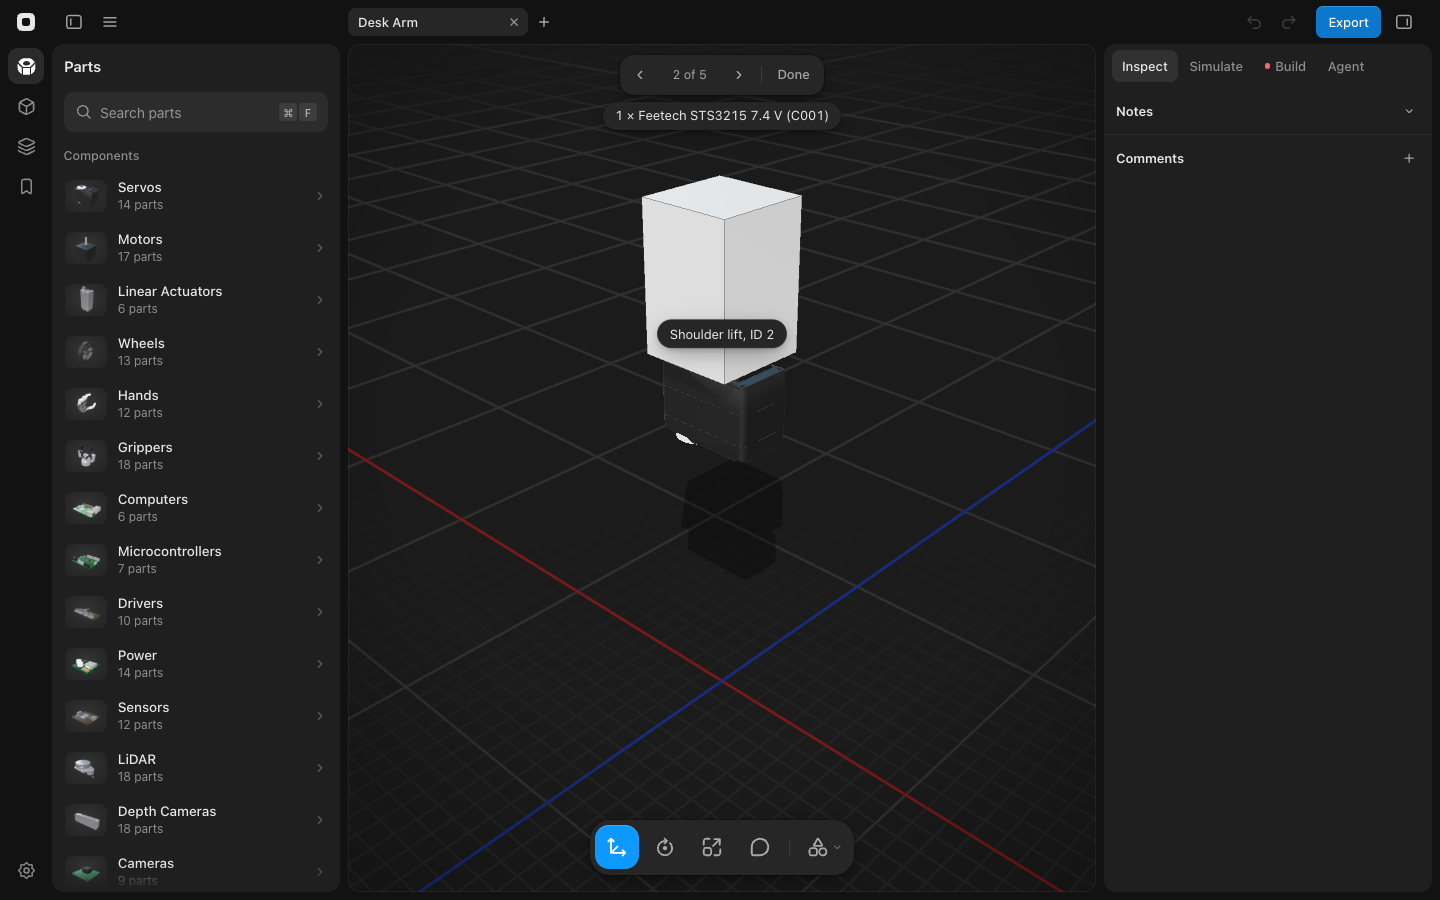 Desk Arm
Export
Parts
Search parts
⌘ F
Components
Servos
14 parts
Motors
17 parts
Linear Actuators
6 parts
Wheels
13 parts
Hands
12 parts
Grippers
18 parts
Computers
6 parts
Microcontrollers
7 parts
Drivers
10 parts
Power
14 parts
Sensors
12 parts
LiDAR
18 parts
Depth Cameras
18 parts
Cameras
9 parts
2 of 5
Done
1 × Feetech STS3215 7.4 V (C001)
Shoulder lift, ID 2
Inspect
Simulate
Build
Agent
Notes
Comments